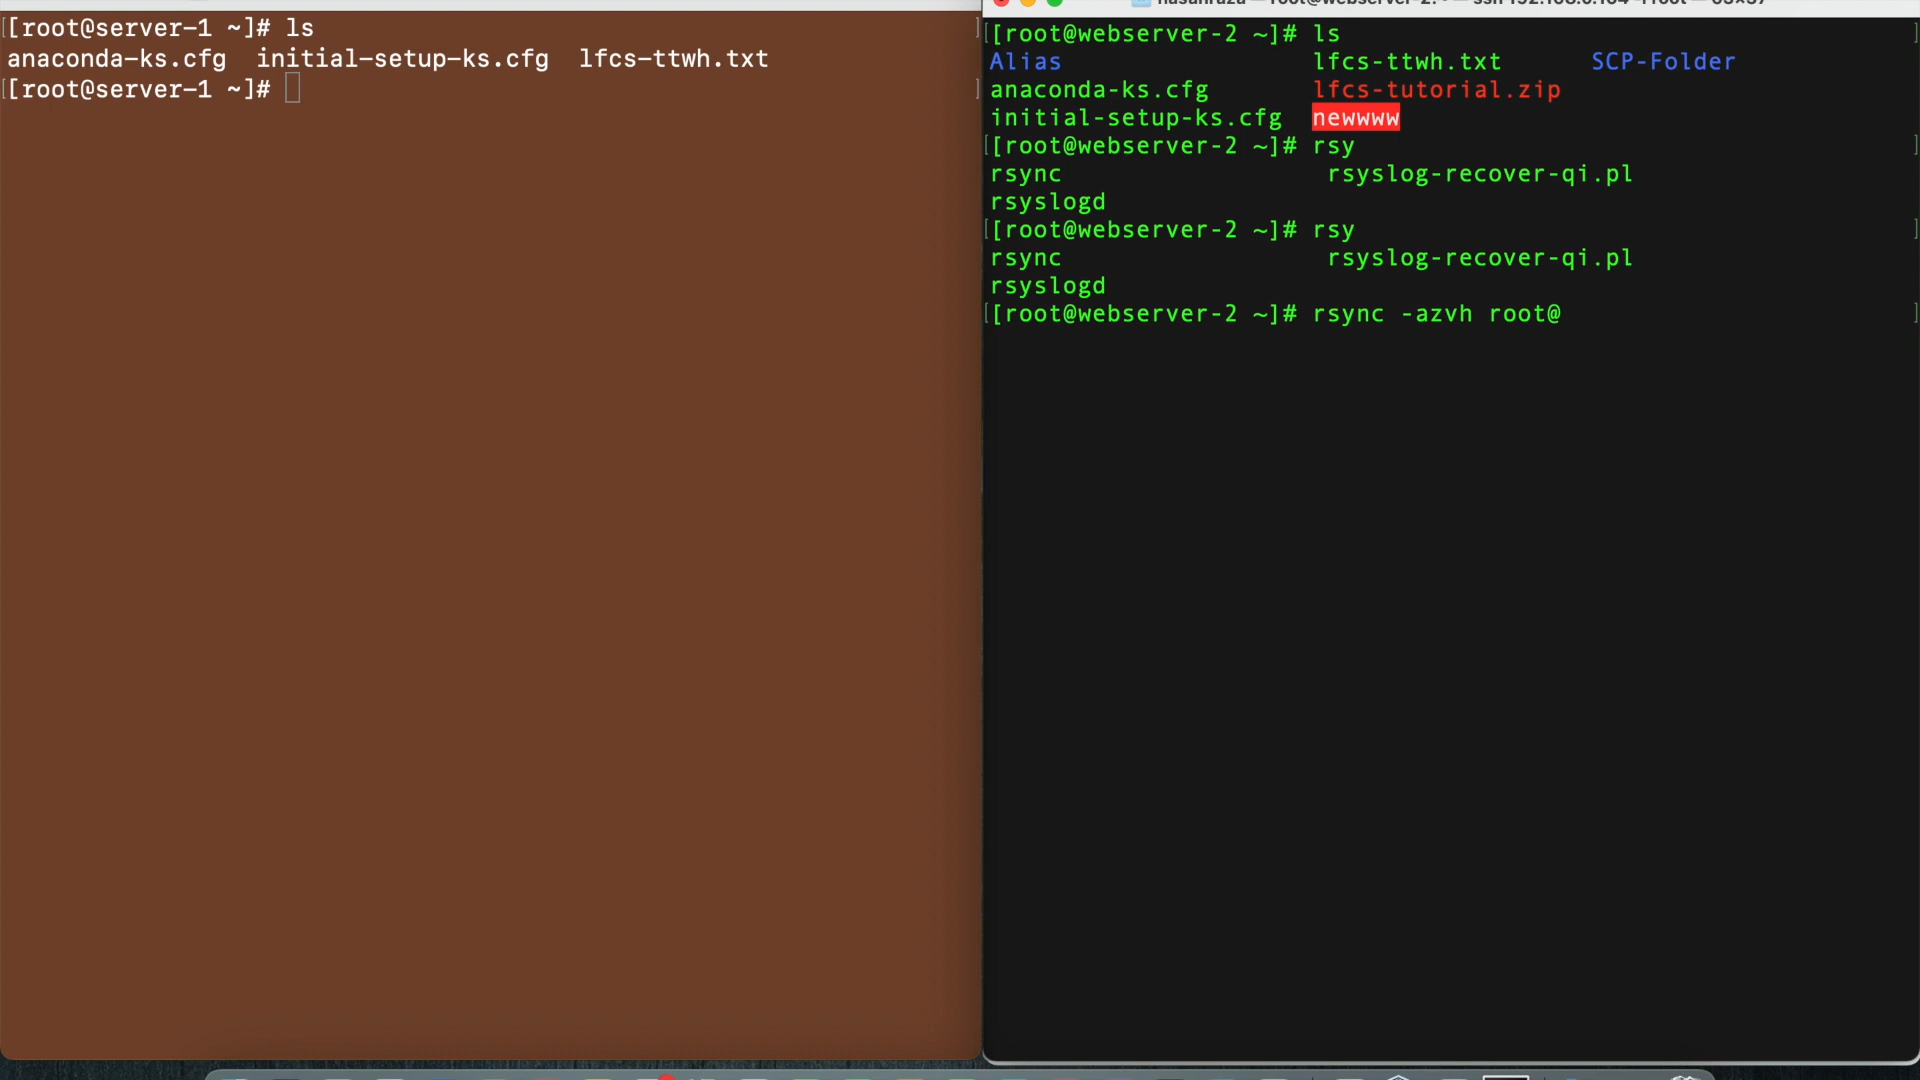 [root@server-1 ~]# ls
anaconda-ks.cfg initial-setup-ks.cfg lfcs-ttwh.txt
[root@server-1 ~]#
[root@webserver-2 ~]# ls
Alias lfcs-ttwh.txt SCP-Folder
anaconda-ks.cfg lfcs-tutorial.zip
initial-setup-ks.cfg newwww
[root@webserver-2 ~]# rsy
rsync rsyslog-recover-qi.pl
rsyslogd
[root@webserver-2 ~]# rsy
rsync rsyslog-recover-qi.pl
rsyslogd
[root@webserver-2 ~]# rsync -azvh root@